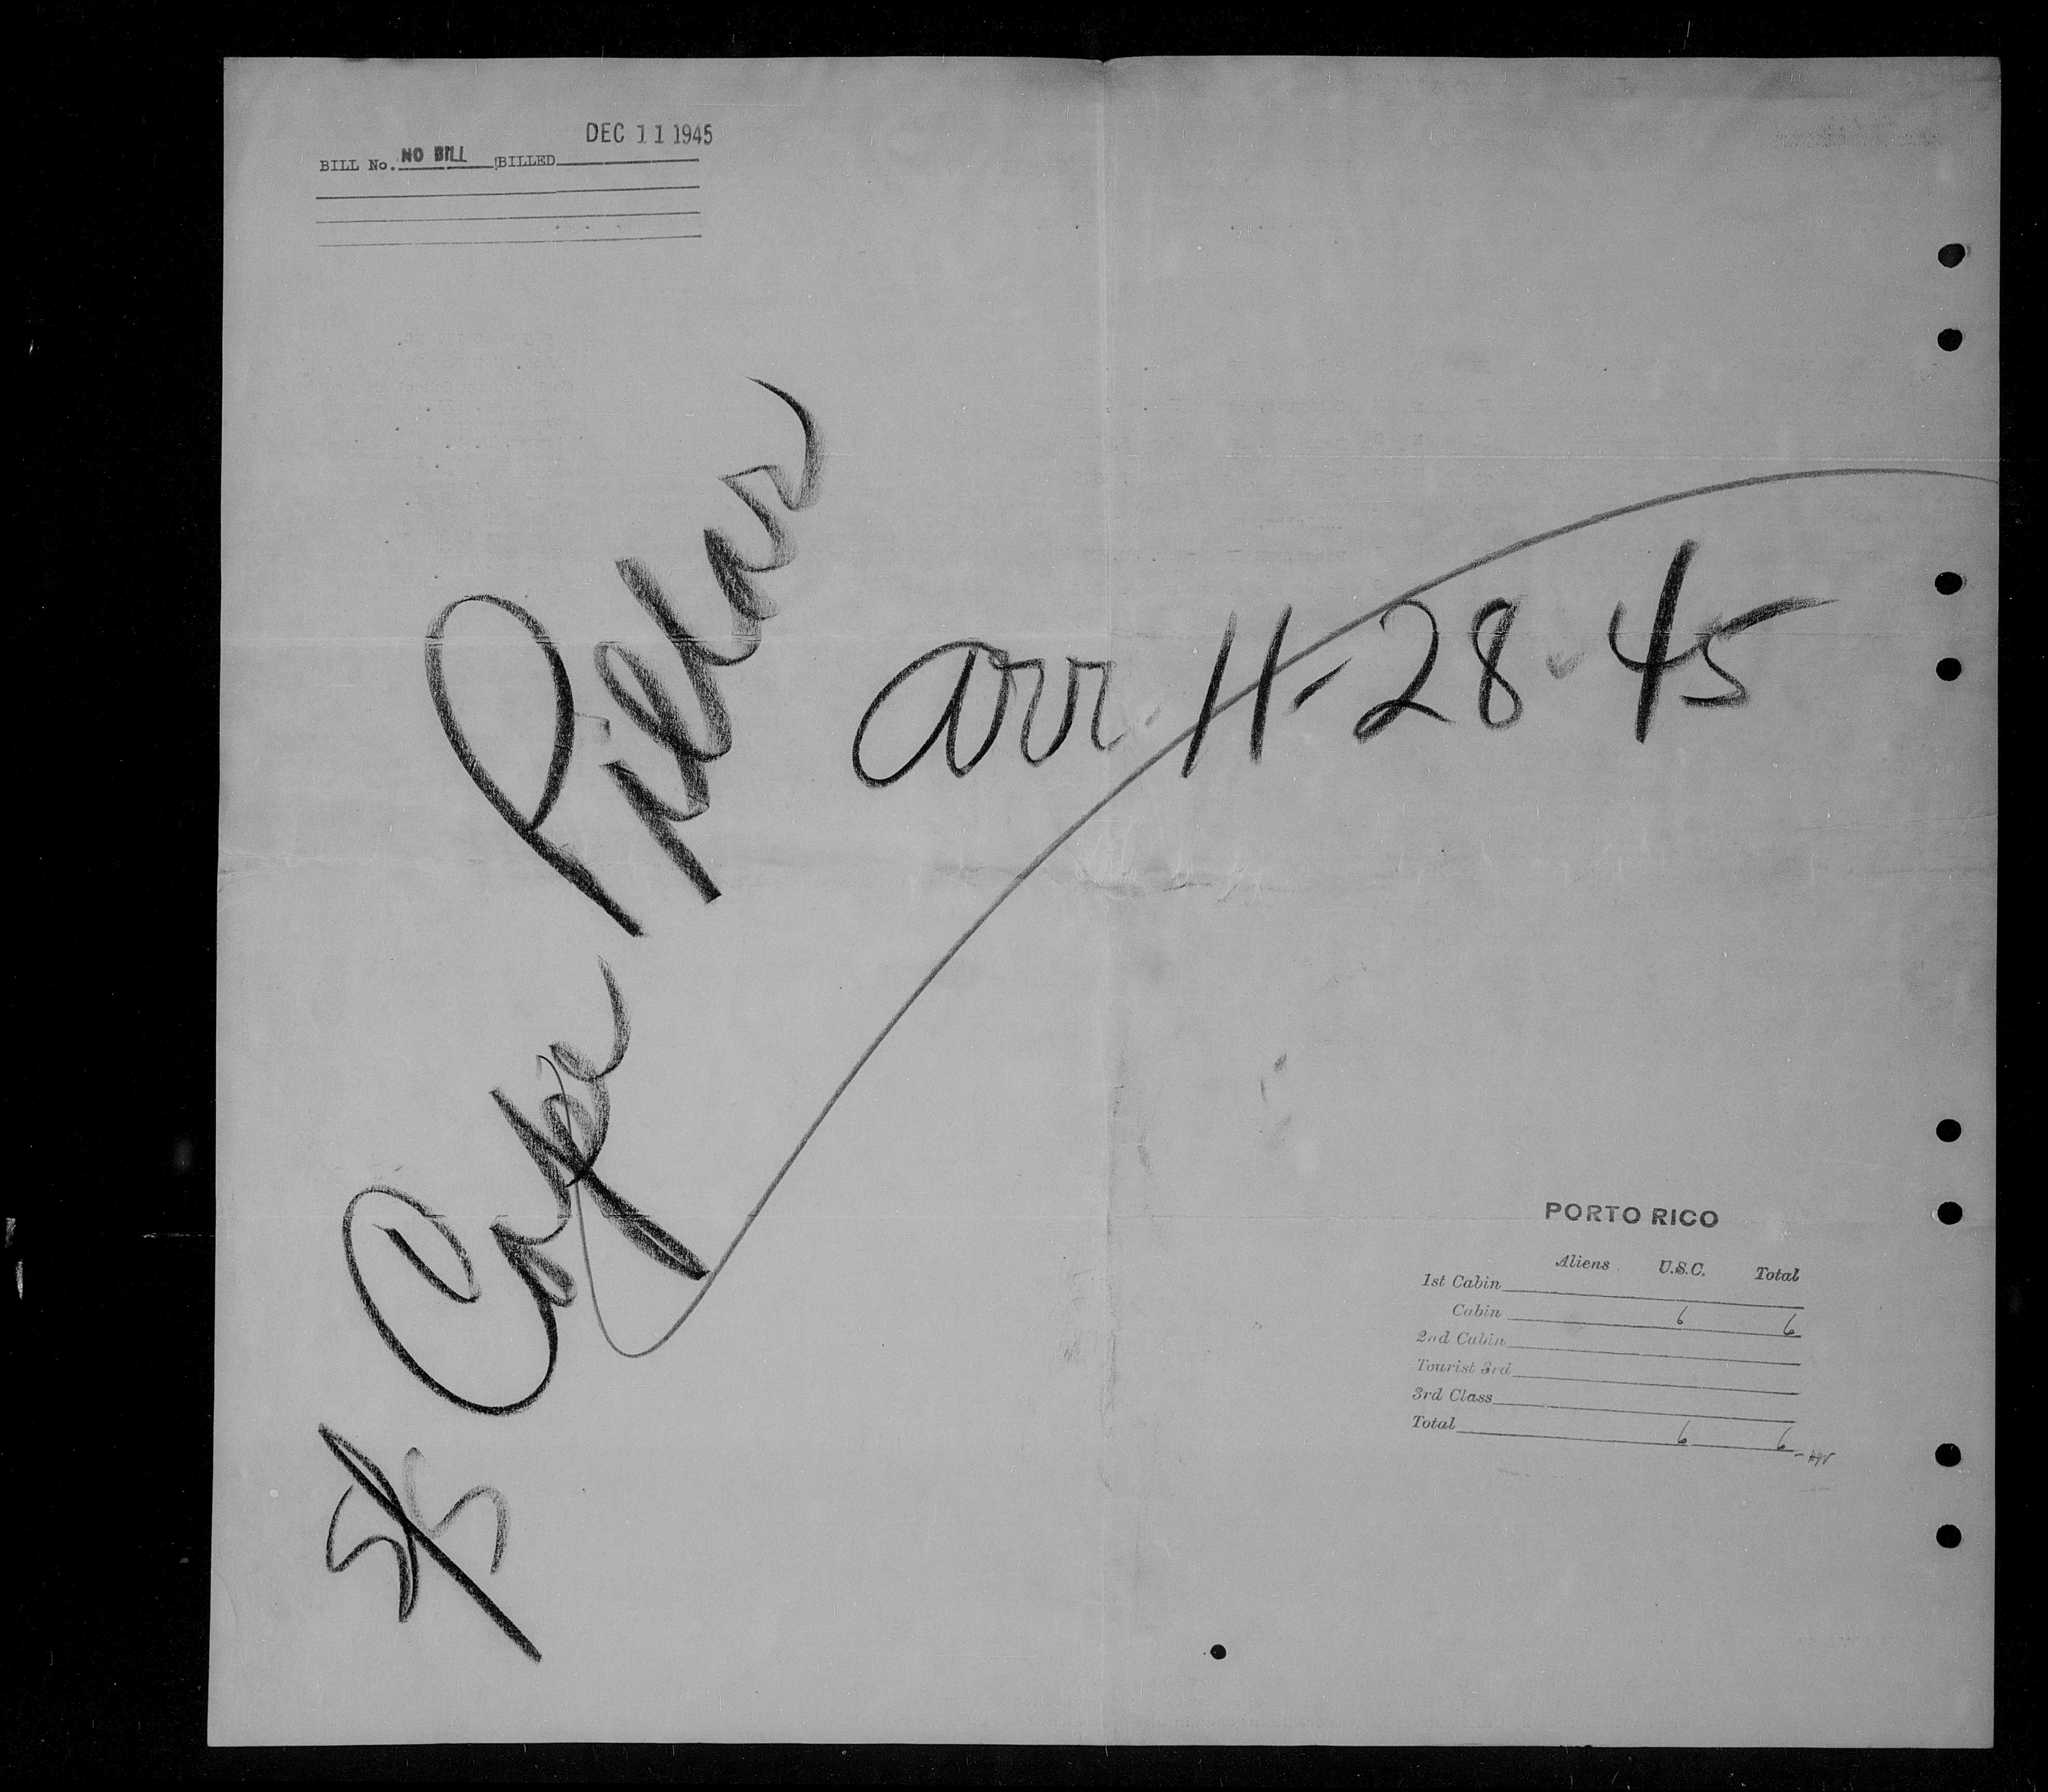 DEC 11 1945
BILL No. NO BILL BILLED
S/S Cape Pillar
arr. 11-28-45
PORTO RICO
Aliens U.S.C. Total
1st Cabin
Cabin 6 6
2nd Cabin
Tourist 3rd
3rd Class
Total 6 6